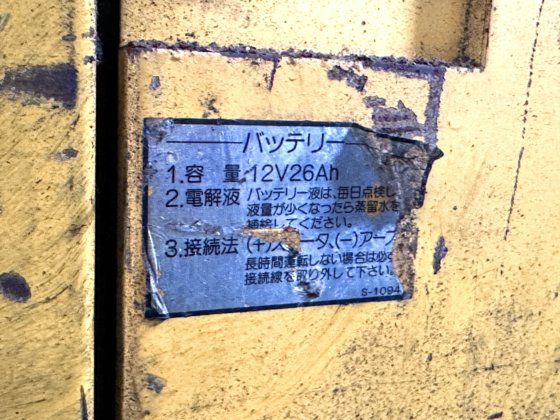 バッテリー
1.容 量 12V26Ah
2.電解液 バッテリー液は、毎日点検し
液量が少なくなったら蒸留水を
補給してください。
3.接続法 (+)ス ータ、(-)アー
長時間運転しない場合は必ず
接続線を取り外して下さい。
S-1094